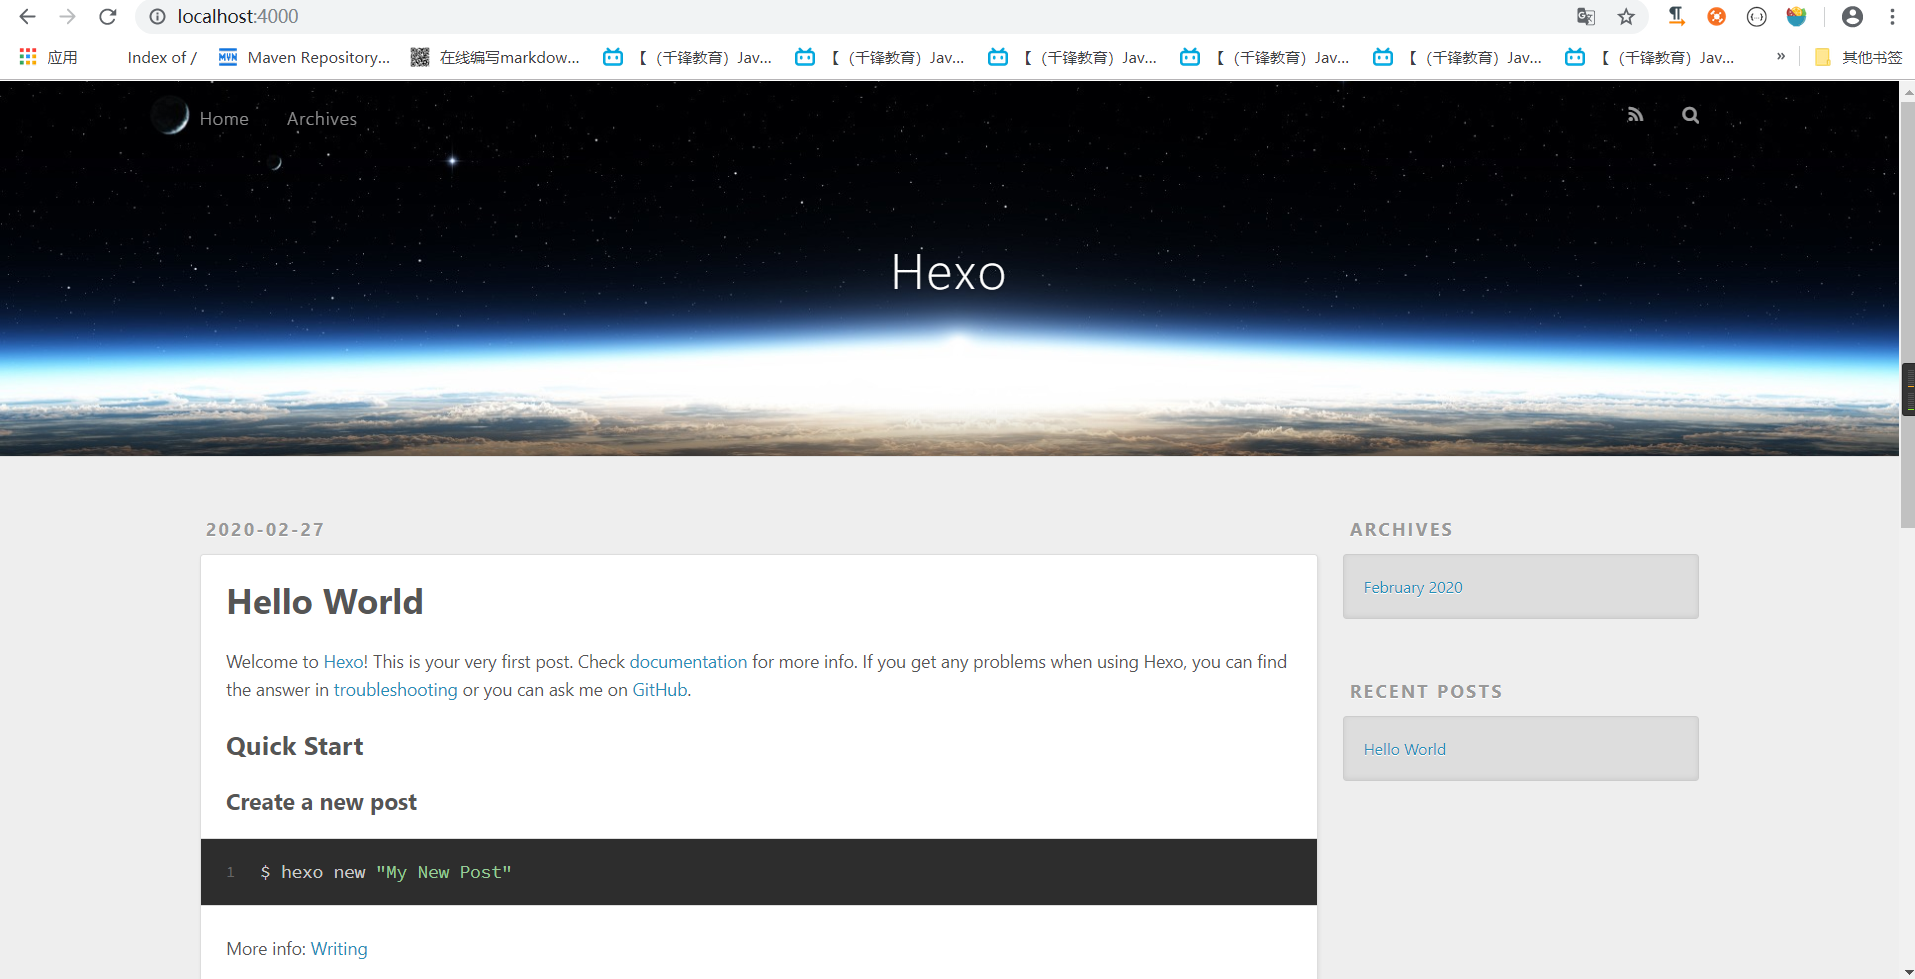 localhost:4000
应用
Index of /
Maven Repository...
在线编写markdow...
【（千锋教育）Jav...
【（千锋教育）Jav...
【（千锋教育）Jav...
【（千锋教育）Jav...
【（千锋教育）Jav...
【（千锋教育）Jav...
»
其他书签
Home
Archives
Hexo
2020-02-27
Hello World
Welcome to Hexo! This is your very first post. Check documentation for more info. If you get any problems when using Hexo, you can find
the answer in troubleshooting or you can ask me on GitHub.
Quick Start
Create a new post
1 $ hexo new "My New Post"
More info: Writing
ARCHIVES
February 2020
RECENT POSTS
Hello World